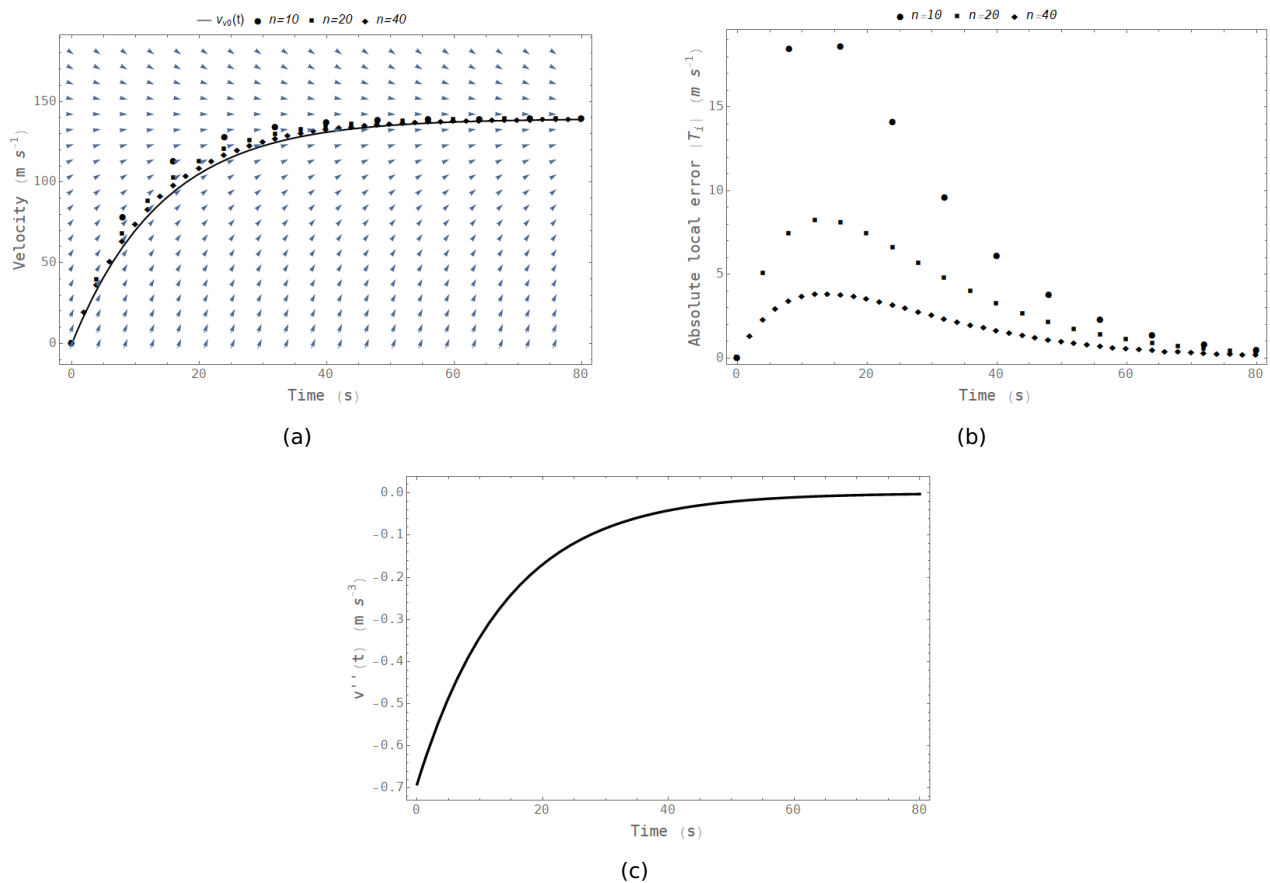 v_v0(t) n=10 n=20 n=40
Velocity (m s⁻¹)
150
100
50
0
0 20 40 60 80
Time (s)
(a)
n=10 n=20 n=40
Absolute local error |T_i| (m s⁻¹)
15
10
5
0
0 20 40 60 80
Time (s)
(b)
v''(t) (m s⁻³)
0.0
-0.1
-0.2
-0.3
-0.4
-0.5
-0.6
-0.7
0 20 40 60 80
Time (s)
(c)